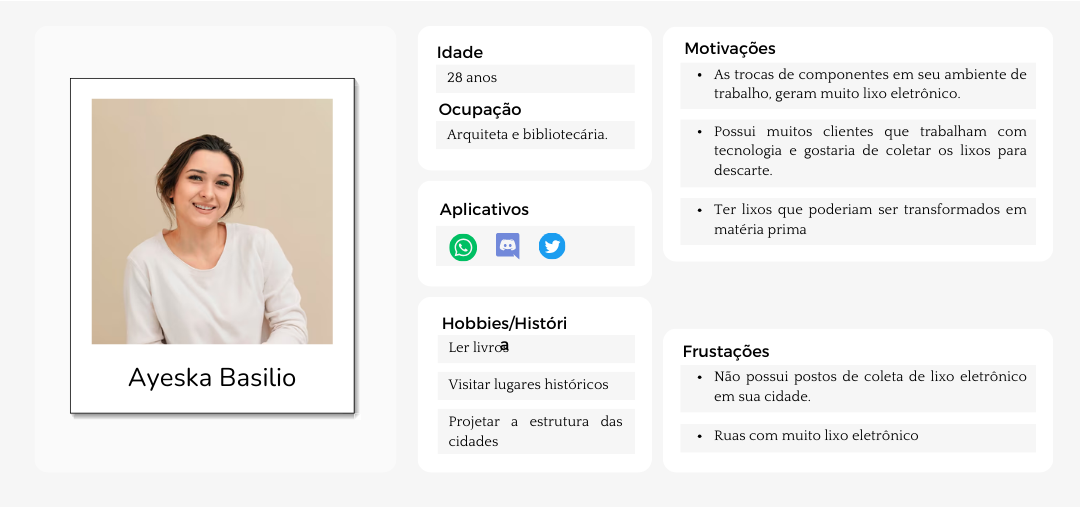 Ayeska Basilio
Idade
28 anos
Ocupação
Arquiteta e bibliotecária.
Aplicativos
Hobbies/Históri
a
Ler livros
Visitar lugares históricos
Projetar a estrutura das
cidades
Motivações
• As trocas de componentes em seu ambiente de
trabalho, geram muito lixo eletrônico.
• Possui muitos clientes que trabalham com
tecnologia e gostaria de coletar os lixos para
descarte.
• Ter lixos que poderiam ser transformados em
matéria prima
Frustações
• Não possui postos de coleta de lixo eletrônico
em sua cidade.
• Ruas com muito lixo eletrônico